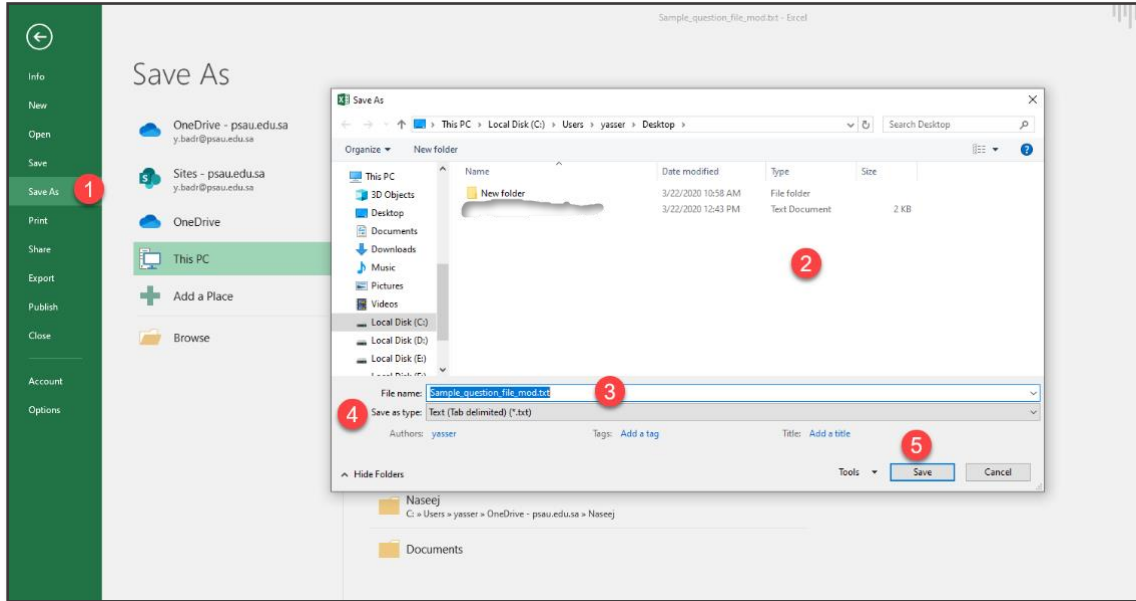 Sample_question_file_mod.txt - Excel
Info
New
Open
Save
Save As
Print
Share
Export
Publish
Close
Account
Options
1
Save As
OneDrive - psau.edu.sa
y.badr@psau.edu.sa
Sites - psau.edu.sa
y.badr@psau.edu.sa
OneDrive
This PC
Add a Place
Browse
Save As
This PC > Local Disk (C:) > Users > yasser > Desktop >
Search Desktop
Organize New folder
This PC
3D Objects
Desktop
Documents
Downloads
Music
Pictures
Videos
Local Disk (C:)
Local Disk (D:)
Local Disk (E:)
Name Date modified Type Size
New folder 3/22/2020 10:58 AM File folder
3/22/2020 12:43 PM Text Document 2 KB
2
File name: Sample_question_file_mod.txt 3
4 Save as type: Text (Tab delimited) (*.txt)
Authors: yasser Tags: Add a tag Title: Add a title
5
Hide Folders Tools Save Cancel
Naseej
C: » Users » yasser » OneDrive - psau.edu.sa » Naseej
Documents